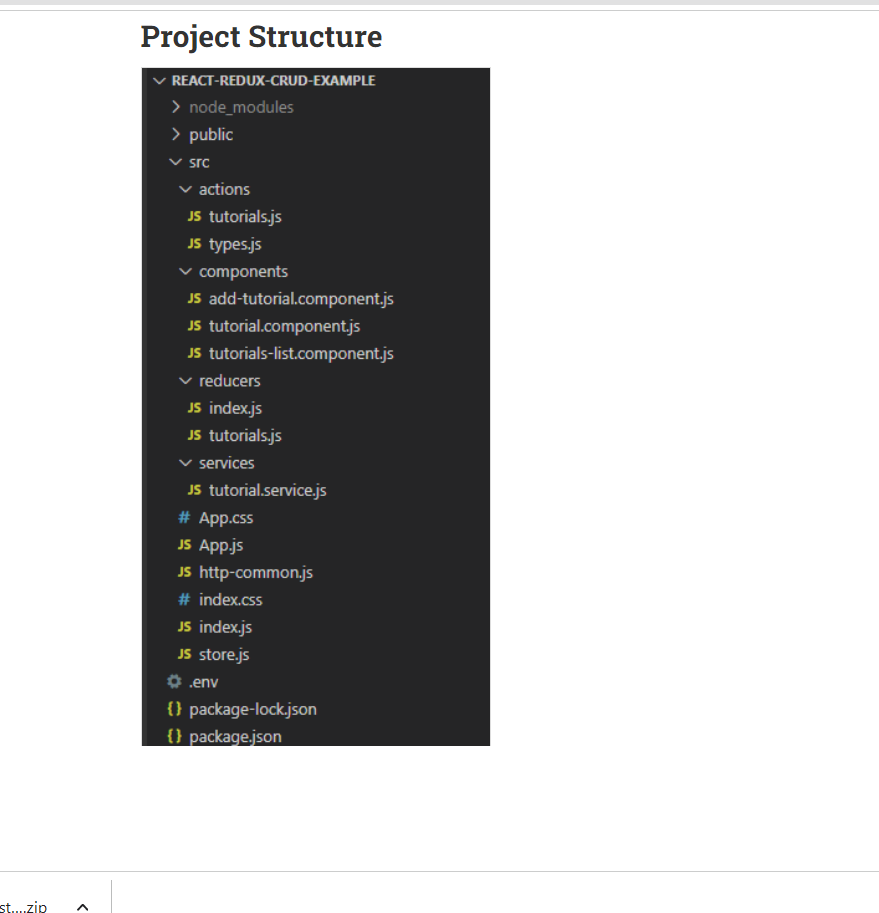 Project Structure
REACT-REDUX-CRUD-EXAMPLE
node_modules
public
src
actions
JS tutorials.js
JS types.js
components
JS add-tutorial.component.js
JS tutorial.component.js
JS tutorials-list.component.js
reducers
JS index.js
JS tutorials.js
services
JS tutorial.service.js
# App.css
JS App.js
JS http-common.js
# index.css
JS index.js
JS store.js
.env
{} package-lock.json
{} package.json
st....zip